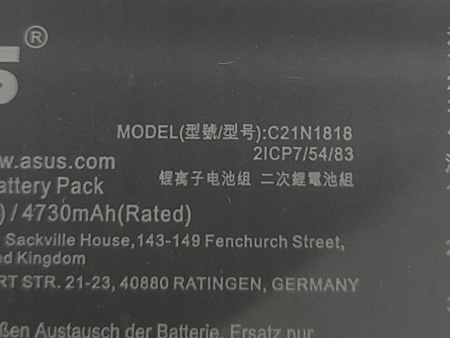 ®
MODEL(型號/型号):C21N1818
2ICP7/54/83
w.asus.com
锂离子电池组 二次鋰電池組
attery Pack
) / 4730mAh(Rated)
Sackville House,143-149 Fenchurch Street,
ed Kingdom
RT STR. 21-23, 40880 RATINGEN, GERMANY
ßen Austausch der Batterie. Ersatz nur